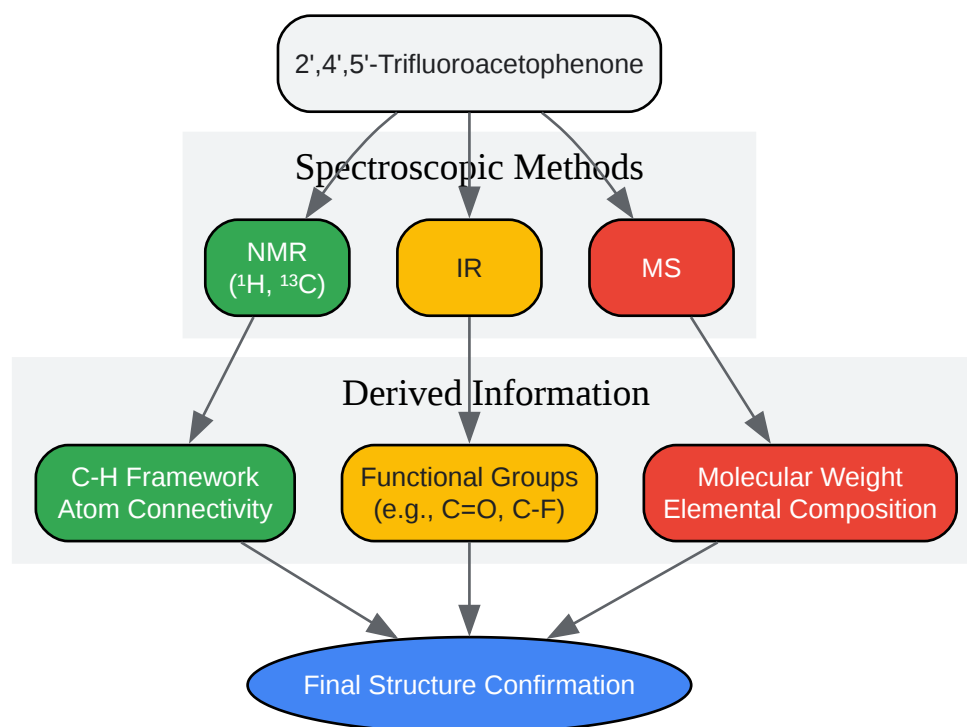 2',4',5'-Trifluoroacetophenone
Spectroscopic Methods
NMR
(¹H, ¹³C)
IR
MS
Derived Information
C-H Framework
Atom Connectivity
Functional Groups
(e.g., C=O, C-F)
Molecular Weight
Elemental Composition
Final Structure Confirmation